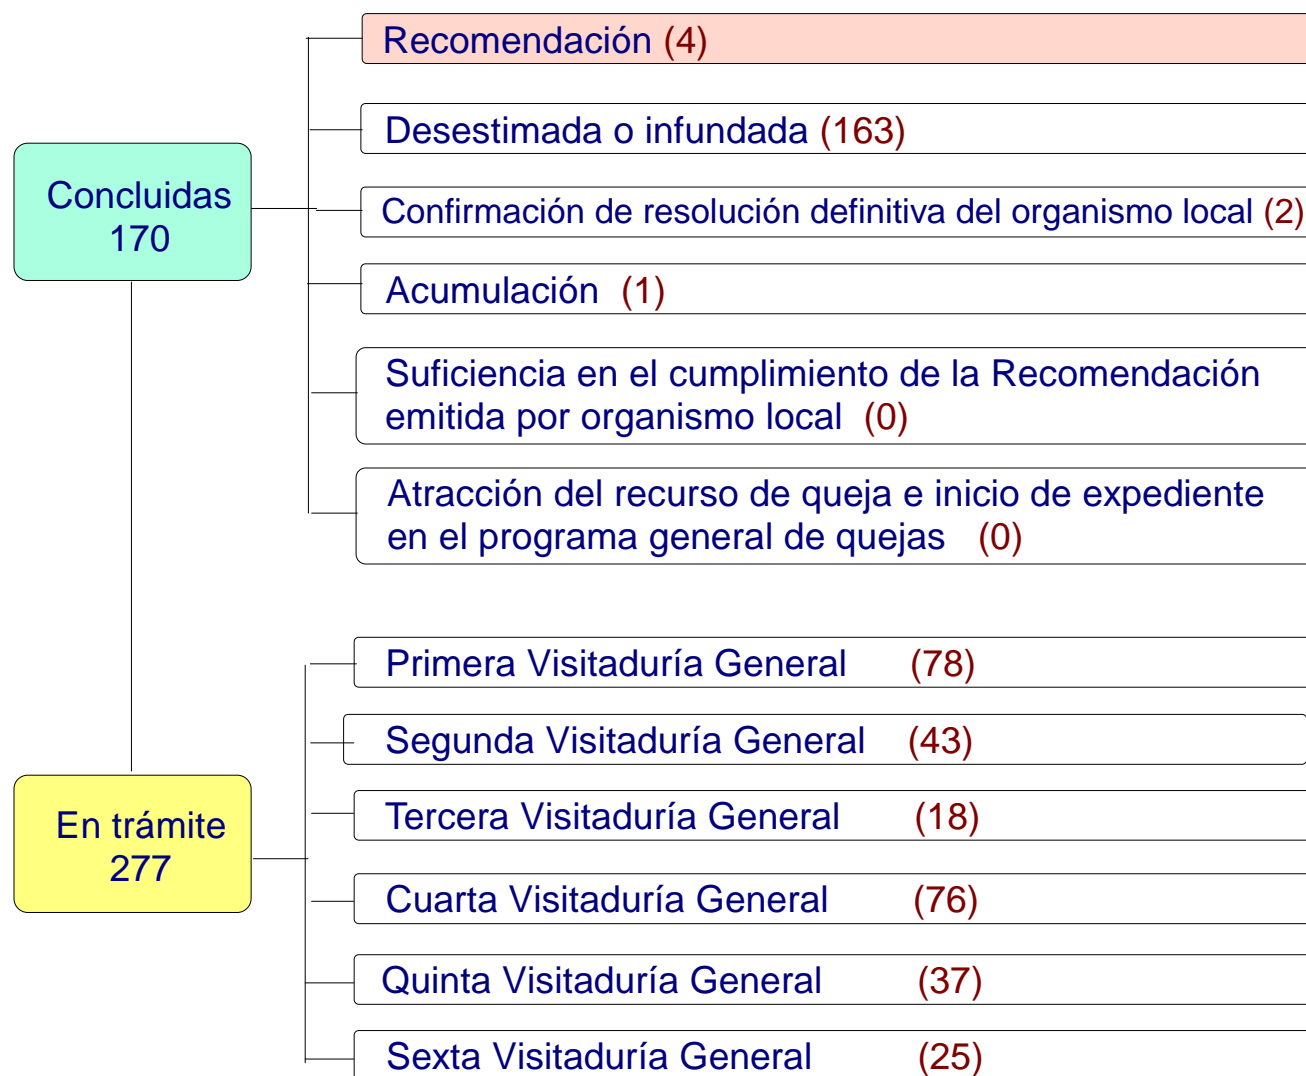 Concluidas
170
Recomendación (4)
Desestimada o infundada (163)
Confirmación de resolución definitiva del organismo local (2)
Acumulación (1)
Suficiencia en el cumplimiento de la Recomendación
emitida por organismo local (0)
Atracción del recurso de queja e inicio de expediente
en el programa general de quejas (0)
En trámite
277
Primera Visitaduría General (78)
Segunda Visitaduría General (43)
Tercera Visitaduría General (18)
Cuarta Visitaduría General (76)
Quinta Visitaduría General (37)
Sexta Visitaduría General (25)